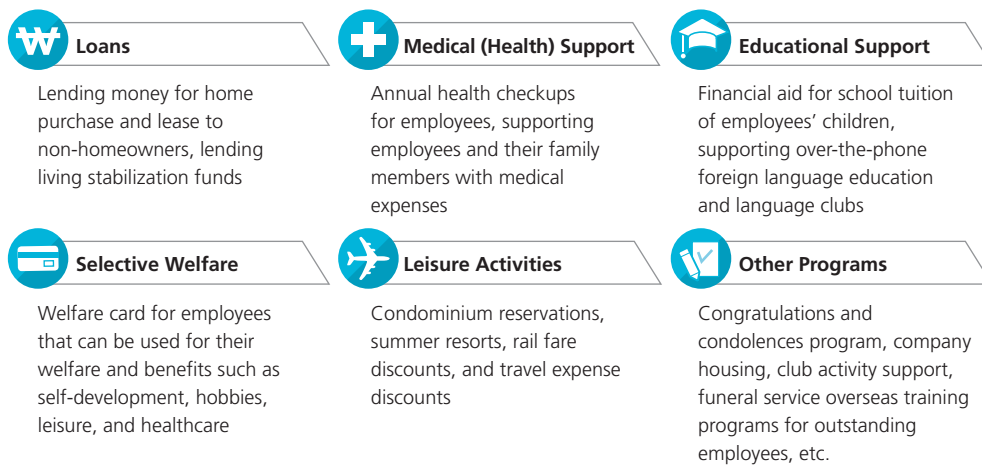 Loans
Lending money for home
purchase and lease to
non-homeowners, lending
living stabilization funds
Medical (Health) Support
Annual health checkups
for employees, supporting
employees and their family
members with medical
expenses
Educational Support
Financial aid for school tuition
of employees’ children,
supporting over-the-phone
foreign language education
and language clubs
Selective Welfare
Welfare card for employees
that can be used for their
welfare and benefits such as
self-development, hobbies,
leisure, and healthcare
Leisure Activities
Condominium reservations,
summer resorts, rail fare
discounts, and travel expense
discounts
Other Programs
Congratulations and
condolences program, company
housing, club activity support,
funeral service overseas training
programs for outstanding
employees, etc.